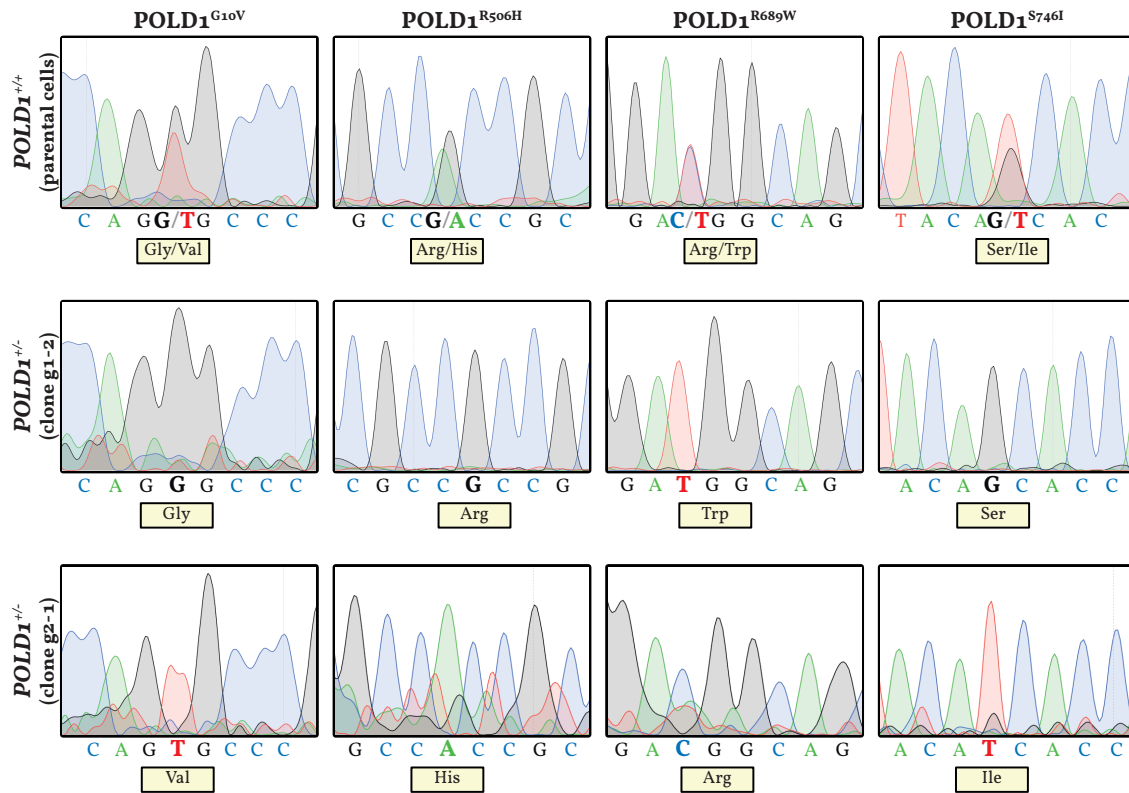 POLD1G10V POLD1R506H POLD1R689W POLD1S746I
POLD1+/+
(parental cells)
C A G G/T G C C C
G C C G/A C C G C
G A C/T G G C A G
T A C A G/T C A C
Gly/Val
Arg/His
Arg/Trp
Ser/Ile
POLD1+/-
(clone g1-2)
C A G G G C C C
C G C C G C C G
G A T G G C A G
A C A G C A C C
Gly
Arg
Trp
Ser
POLD1+/-
(clone g2-1)
C A G T G C C C
G C C A C C G C
G A C G G C A G
A C A T C A C C
Val
His
Arg
Ile